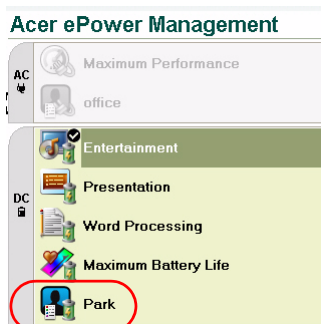 Acer ePower Management
AC
Maximum Performance
office
DC
Entertainment
Presentation
Word Processing
Maximum Battery Life
Park